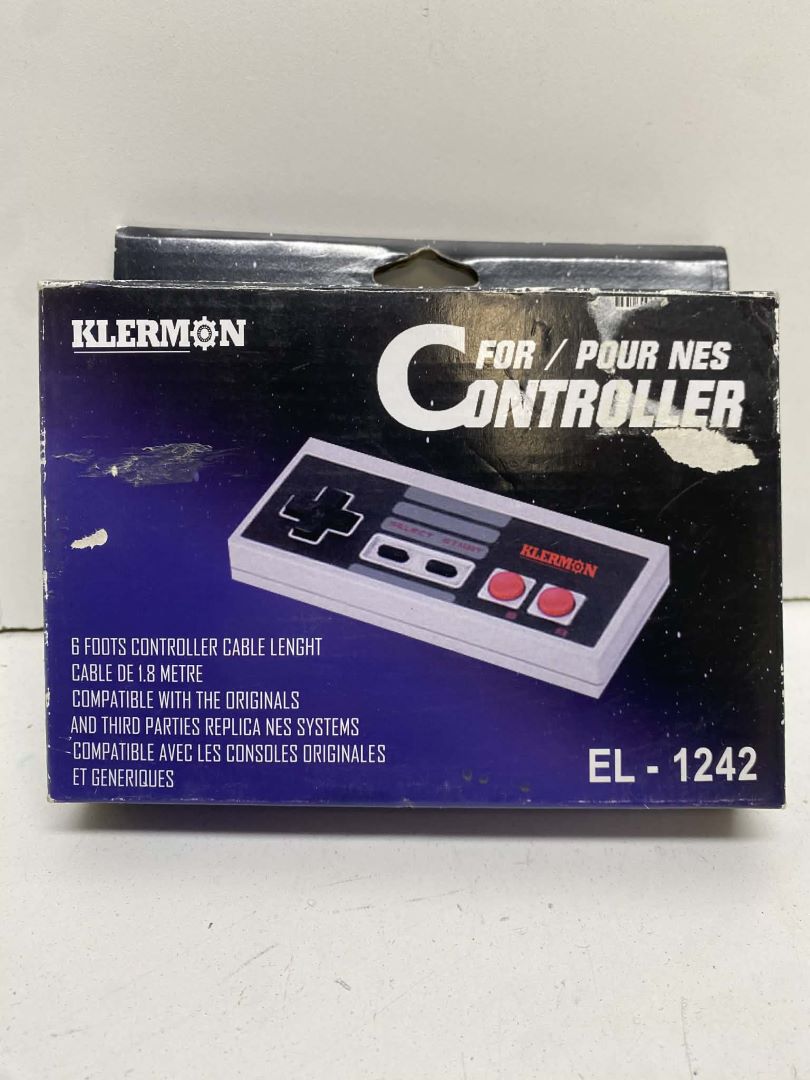 KLERMON
FOR / POUR NES
CONTROLLER
SELECT START
KLERMON
B A
6 FOOTS CONTROLLER CABLE LENGHT
CABLE DE 1.8 METRE
COMPATIBLE WITH THE ORIGINALS
AND THIRD PARTIES REPLICA NES SYSTEMS
COMPATIBLE AVEC LES CONSOLES ORIGINALES
ET GENERIQUES
EL - 1242